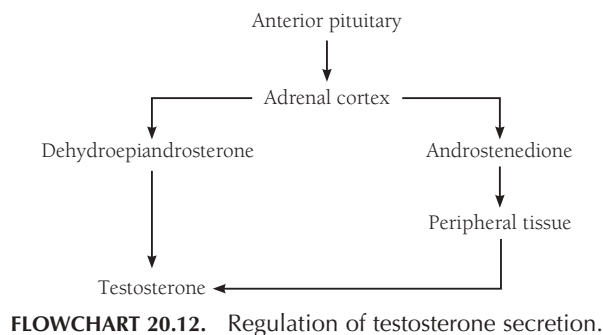 Anterior pituitary
Adrenal cortex
Dehydroepiandrosterone
Androstenedione
Peripheral tissue
Testosterone
FLOWCHART 20.12. Regulation of testosterone secretion.